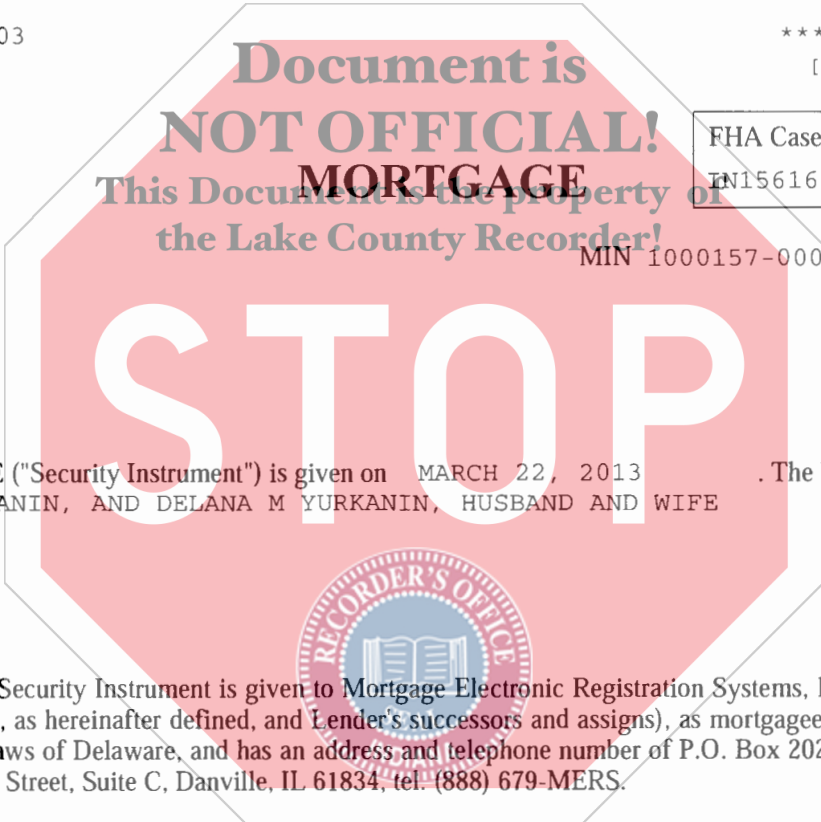 03
***
[
Document is
NOT OFFICIAL!
FHA Case
MORTGAGE
IN15616
This Document is the property of
the Lake County Recorder!
MIN 1000157-000
STOP
E ("Security Instrument") is given on MARCH 22, 2013 . The
ANIN, AND DELANA M YURKANIN, HUSBAND AND WIFE
RECORDER'S OFFICE
Security Instrument is given to Mortgage Electronic Registration Systems, I
, as hereinafter defined, and Lender's successors and assigns), as mortgagee
aws of Delaware, and has an address and telephone number of P.O. Box 202
Street, Suite C, Danville, IL 61834, tel. (888) 679-MERS.